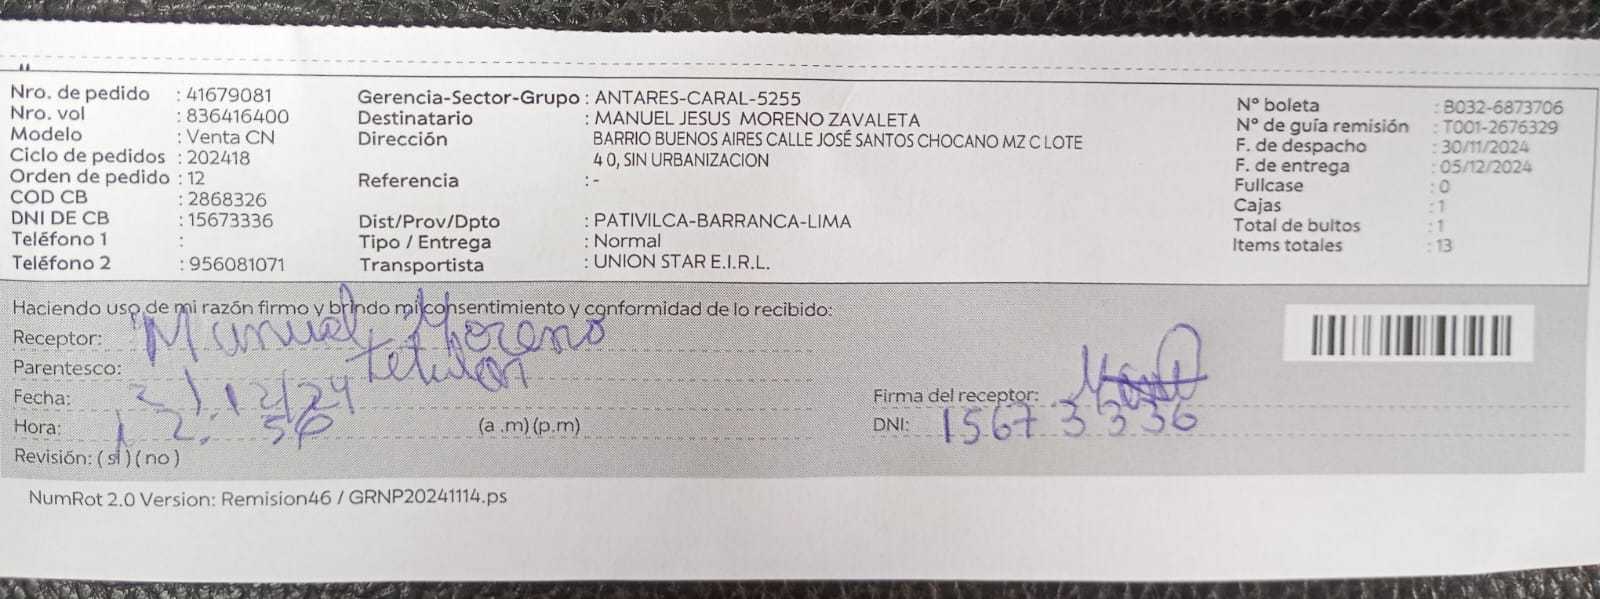 Nro. de pedido : 41679081
Nro. vol : 836416400
Modelo : Venta CN
Ciclo de pedidos : 202418
Orden de pedido : 12
COD CB : 2868326
DNI DE CB : 15673336
Teléfono 1 :
Teléfono 2 : 956081071
Gerencia-Sector-Grupo : ANTARES-CARAL-5255
Destinatario : MANUEL JESUS MORENO ZAVALETA
Dirección BARRIO BUENOS AIRES CALLE JOSÉ SANTOS CHOCANO MZ C LOTE
4 0, SIN URBANIZACION
Referencia : -
Dist/Prov/Dpto : PATIVILCA-BARRANCA-LIMA
Tipo / Entrega : Normal
Transportista : UNION STAR E.I.R.L.
N° boleta : B032-6873706
N° de guía remisión : T001-2676329
F. de despacho : 30/11/2024
F. de entrega : 05/12/2024
Fullcase : 0
Cajas : 1
Total de bultos : 1
Items totales : 13
Haciendo uso de mi razón firmo y brindo mi consentimiento y conformidad de lo recibido:
Receptor: Manuel Moreno
Parentesco:
Fecha: 2/12/24
Hora: 12:50 (a .m) (p.m)
Revisión: ( si ) ( no )
Firma del receptor:
DNI: 15673336
NumRot 2.0 Version: Remision46 / GRNP20241114.ps